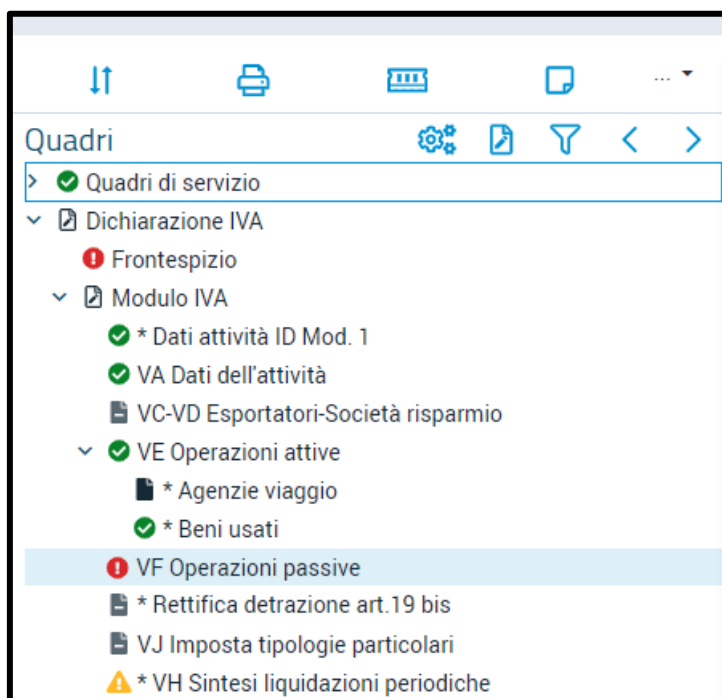 ...
Quadri
Quadri di servizio
Dichiarazione IVA
Frontespizio
Modulo IVA
* Dati attività ID Mod. 1
VA Dati dell'attività
VC-VD Esportatori-Società risparmio
VE Operazioni attive
* Agenzie viaggio
* Beni usati
VF Operazioni passive
* Rettifica detrazione art.19 bis
VJ Imposta tipologie particolari
* VH Sintesi liquidazioni periodiche